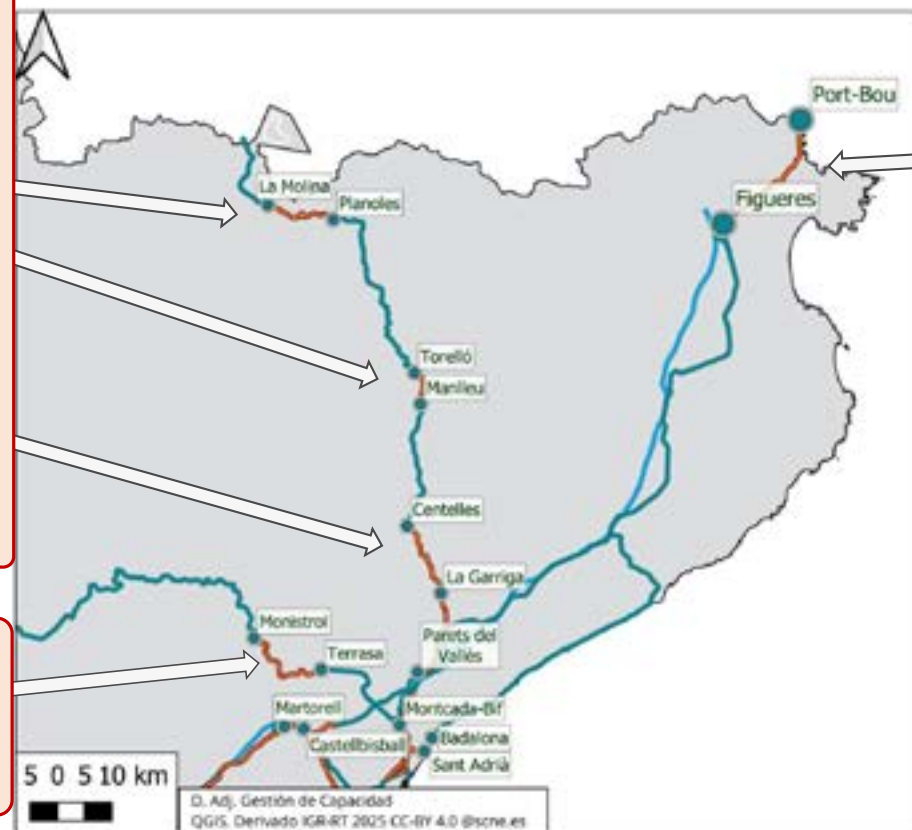 Port-Bou
La Molina
Planoles
Figueres
Torelló
Manlleu
Centelles
La Garriga
Monistrol
Parets del
Vallès
Terrasa
Martorell
Montcada-Bif
Castellbisball
Badalona
Sant Adrià
5 0 5 10 km
D. Adj. Gestión de Capacidad
QGIS. Derivado IGR-RT 2025 CC-BY 4.0 @scne.es